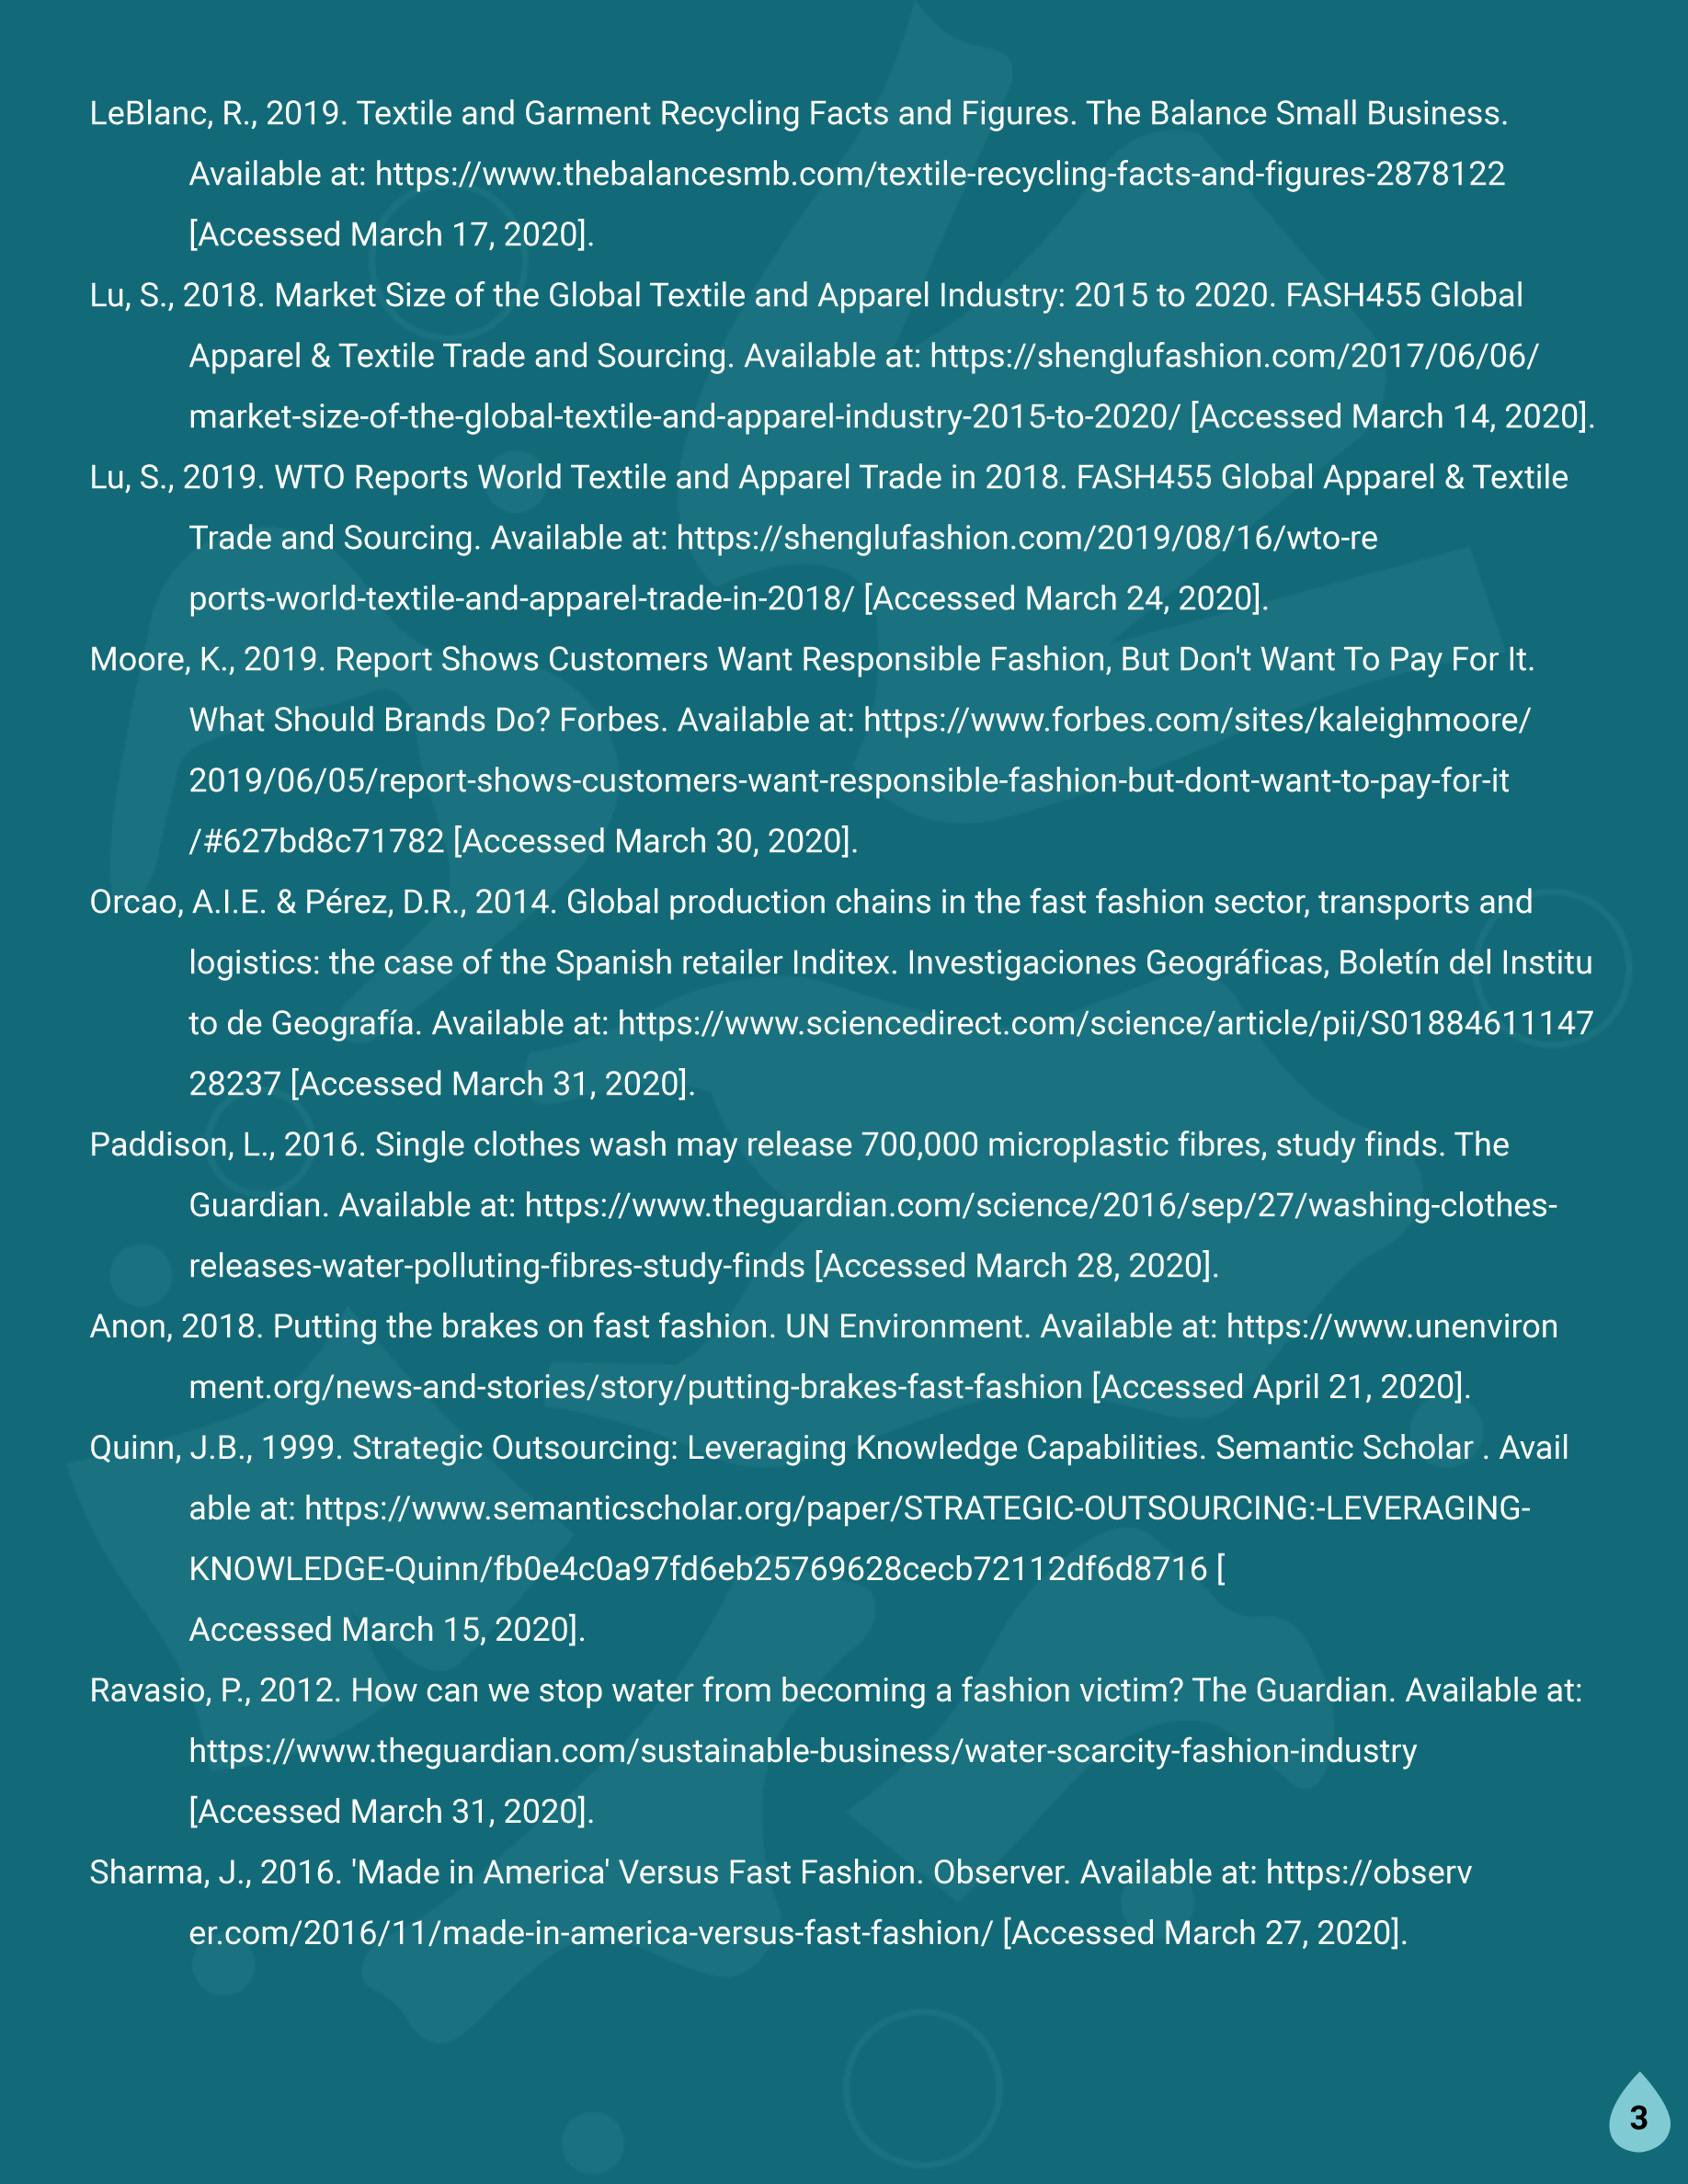 LeBlanc, R., 2019. Textile and Garment Recycling Facts and Figures. The Balance Small Business.
Available at: https://www.thebalancesmb.com/textile-recycling-facts-and-figures-2878122
[Accessed March 17, 2020].
Lu, S., 2018. Market Size of the Global Textile and Apparel Industry: 2015 to 2020. FASH455 Global
Apparel & Textile Trade and Sourcing. Available at: https://shenglufashion.com/2017/06/06/
market-size-of-the-global-textile-and-apparel-industry-2015-to-2020/ [Accessed March 14, 2020].
Lu, S., 2019. WTO Reports World Textile and Apparel Trade in 2018. FASH455 Global Apparel & Textile
Trade and Sourcing. Available at: https://shenglufashion.com/2019/08/16/wto-re
ports-world-textile-and-apparel-trade-in-2018/ [Accessed March 24, 2020].
Moore, K., 2019. Report Shows Customers Want Responsible Fashion, But Don't Want To Pay For It.
What Should Brands Do? Forbes. Available at: https://www.forbes.com/sites/kaleighmoore/
2019/06/05/report-shows-customers-want-responsible-fashion-but-dont-want-to-pay-for-it
/#627bd8c71782 [Accessed March 30, 2020].
Orcao, A.I.E. & Pérez, D.R., 2014. Global production chains in the fast fashion sector, transports and
logistics: the case of the Spanish retailer Inditex. Investigaciones Geográficas, Boletín del Institu
to de Geografía. Available at: https://www.sciencedirect.com/science/article/pii/S01884611147
28237 [Accessed March 31, 2020].
Paddison, L., 2016. Single clothes wash may release 700,000 microplastic fibres, study finds. The
Guardian. Available at: https://www.theguardian.com/science/2016/sep/27/washing-clothes-
releases-water-polluting-fibres-study-finds [Accessed March 28, 2020].
Anon, 2018. Putting the brakes on fast fashion. UN Environment. Available at: https://www.unenviron
ment.org/news-and-stories/story/putting-brakes-fast-fashion [Accessed April 21, 2020].
Quinn, J.B., 1999. Strategic Outsourcing: Leveraging Knowledge Capabilities. Semantic Scholar . Avail
able at: https://www.semanticscholar.org/paper/STRATEGIC-OUTSOURCING:-LEVERAGING-
KNOWLEDGE-Quinn/fb0e4c0a97fd6eb25769628cecb72112df6d8716 [
Accessed March 15, 2020].
Ravasio, P., 2012. How can we stop water from becoming a fashion victim? The Guardian. Available at:
https://www.theguardian.com/sustainable-business/water-scarcity-fashion-industry
[Accessed March 31, 2020].
Sharma, J., 2016. 'Made in America' Versus Fast Fashion. Observer. Available at: https://observ
er.com/2016/11/made-in-america-versus-fast-fashion/ [Accessed March 27, 2020].
3